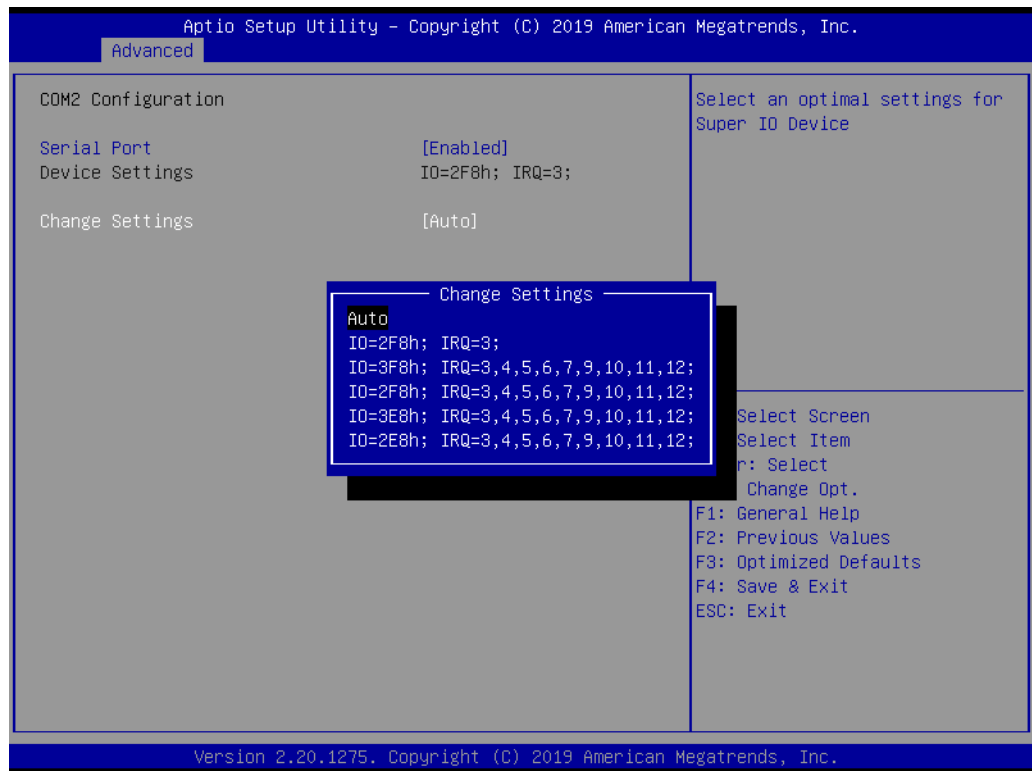 Aptio Setup Utility – Copyright (C) 2019 American Megatrends, Inc.
Advanced
COM2 Configuration
Serial Port [Enabled]
Device Settings IO=2F8h; IRQ=3;
Change Settings [Auto]
Select an optimal settings for
Super IO Device
Change Settings
Auto
IO=2F8h; IRQ=3;
IO=3F8h; IRQ=3,4,5,6,7,9,10,11,12;
IO=2F8h; IRQ=3,4,5,6,7,9,10,11,12;
IO=3E8h; IRQ=3,4,5,6,7,9,10,11,12;
IO=2E8h; IRQ=3,4,5,6,7,9,10,11,12;
Select Screen
Select Item
r: Select
Change Opt.
F1: General Help
F2: Previous Values
F3: Optimized Defaults
F4: Save & Exit
ESC: Exit
Version 2.20.1275. Copyright (C) 2019 American Megatrends, Inc.